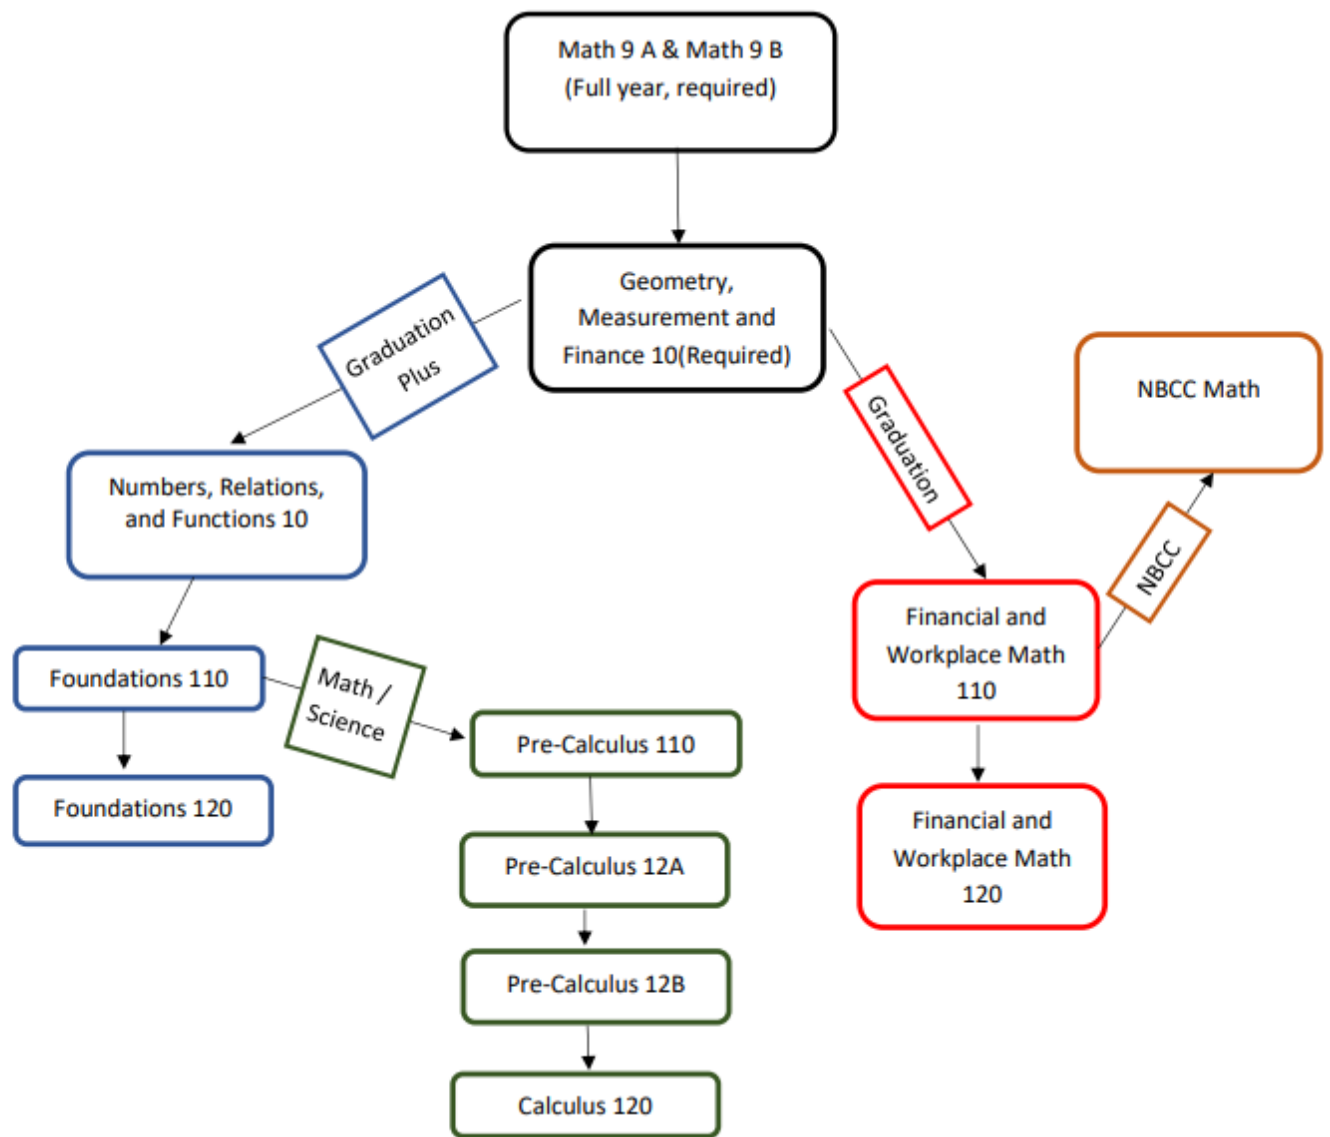 Math 9 A & Math 9 B
(Full year, required)
Geometry,
Measurement and
Finance 10(Required)
Graduation
Plus
Graduation
NBCC Math
NBCC
Numbers, Relations,
and Functions 10
Financial and
Workplace Math
110
Foundations 110
Math /
Science
Pre-Calculus 110
Foundations 120
Financial and
Workplace Math
120
Pre-Calculus 12A
Pre-Calculus 12B
Calculus 120